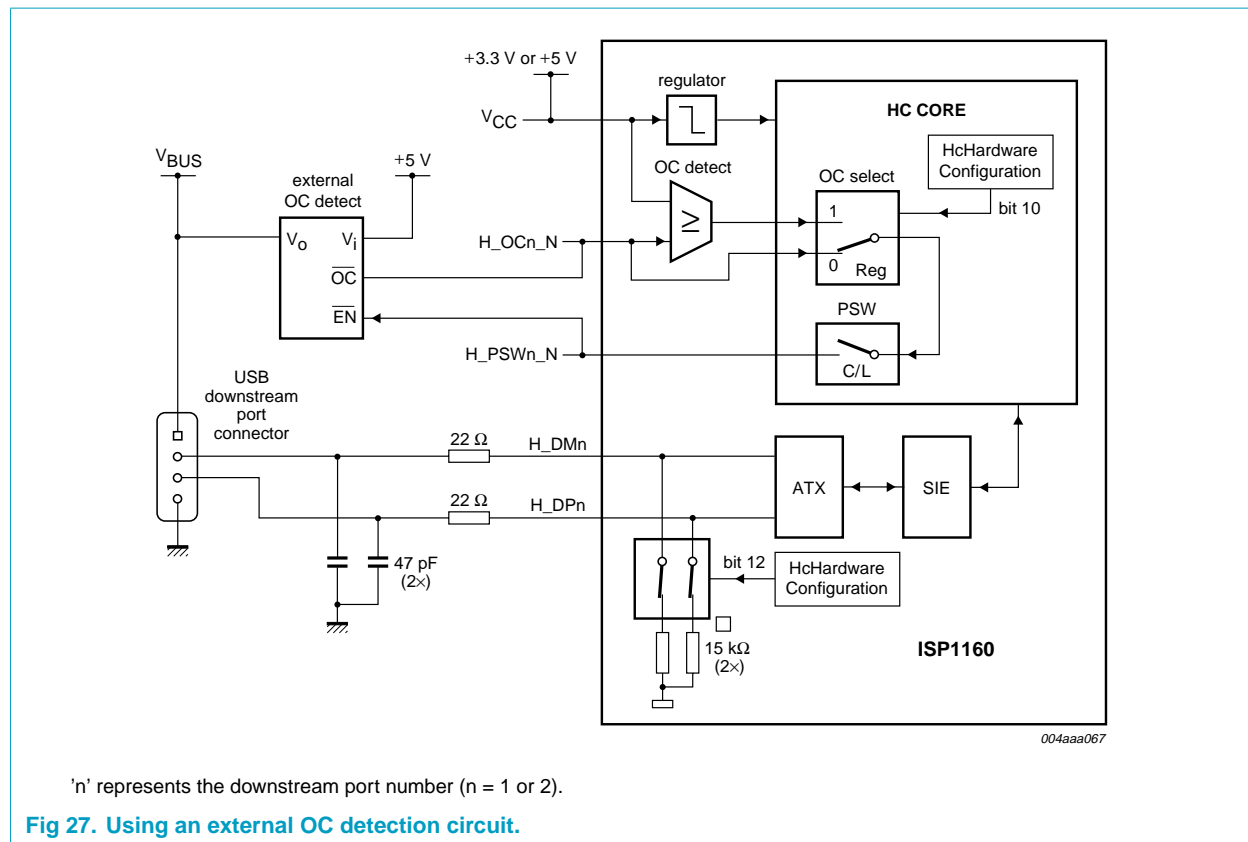 +3.3 V or +5 V
regulator
VCC
HC CORE
HcHardware
Configuration
bit 10
VBUS
+5 V
external
OC detect
Vo
Vi
OC
EN
OC detect
≥
OC select
1
0
Reg
H_OCn_N
PSW
C/L
H_PSWn_N
USB
downstream
port
connector
22 Ω
H_DMn
22 Ω
H_DPn
ATX
SIE
47 pF
(2×)
bit 12
HcHardware
Configuration
15 kΩ
(2×)
ISP1160
004aaa067
'n' represents the downstream port number (n = 1 or 2).
Fig 27. Using an external OC detection circuit.